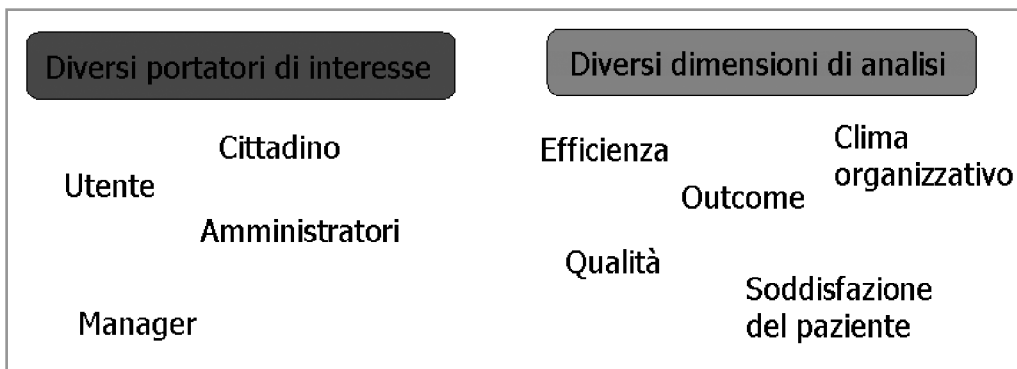 Diversi portatori di interesse
Cittadino
Utente
Amministratori
Manager
Diversi dimensioni di analisi
Efficienza
Clima
organizzativo
Outcome
Qualità
Soddisfazione
del paziente